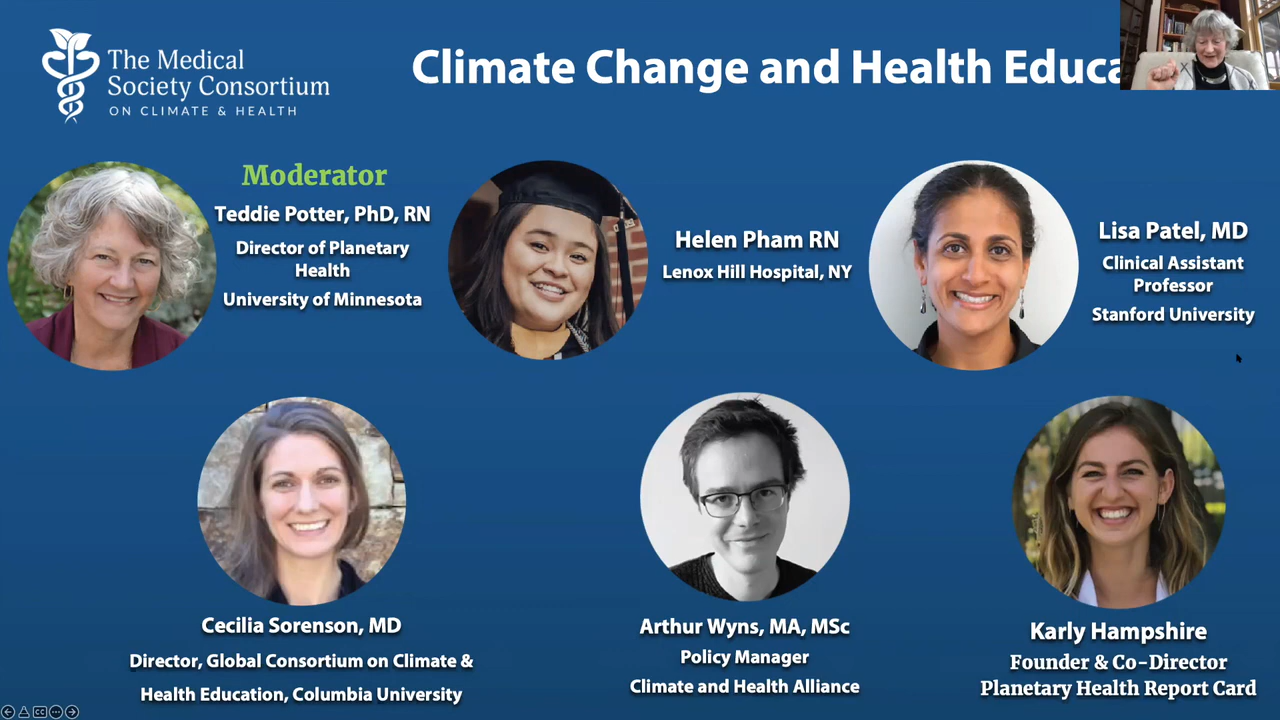 The Medical
Society Consortium
ON CLIMATE & HEALTH
Climate Change and Health Educa
Moderator
Teddie Potter, PhD, RN
Director of Planetary
Health
University of Minnesota
Helen Pham RN
Lenox Hill Hospital, NY
Lisa Patel, MD
Clinical Assistant
Professor
Stanford University
Cecilia Sorenson, MD
Director, Global Consortium on Climate &
Health Education, Columbia University
Arthur Wyns, MA, MSc
Policy Manager
Climate and Health Alliance
Karly Hampshire
Founder & Co-Director
Planetary Health Report Card